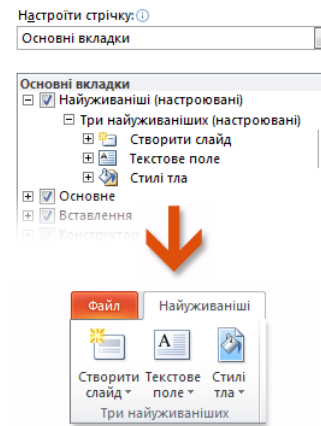 Настроїти стрічку:
Основні вкладки
Основні вкладки
Найуживаніші (настроювані)
Три найуживаніших (настроювані)
Створити слайд
Текстове поле
Стилі тла
Основне
Вставлення
Конструктор
Файл Найуживаніші
Створити Текстове Стилі
слайд поле тла
Три найуживаніших